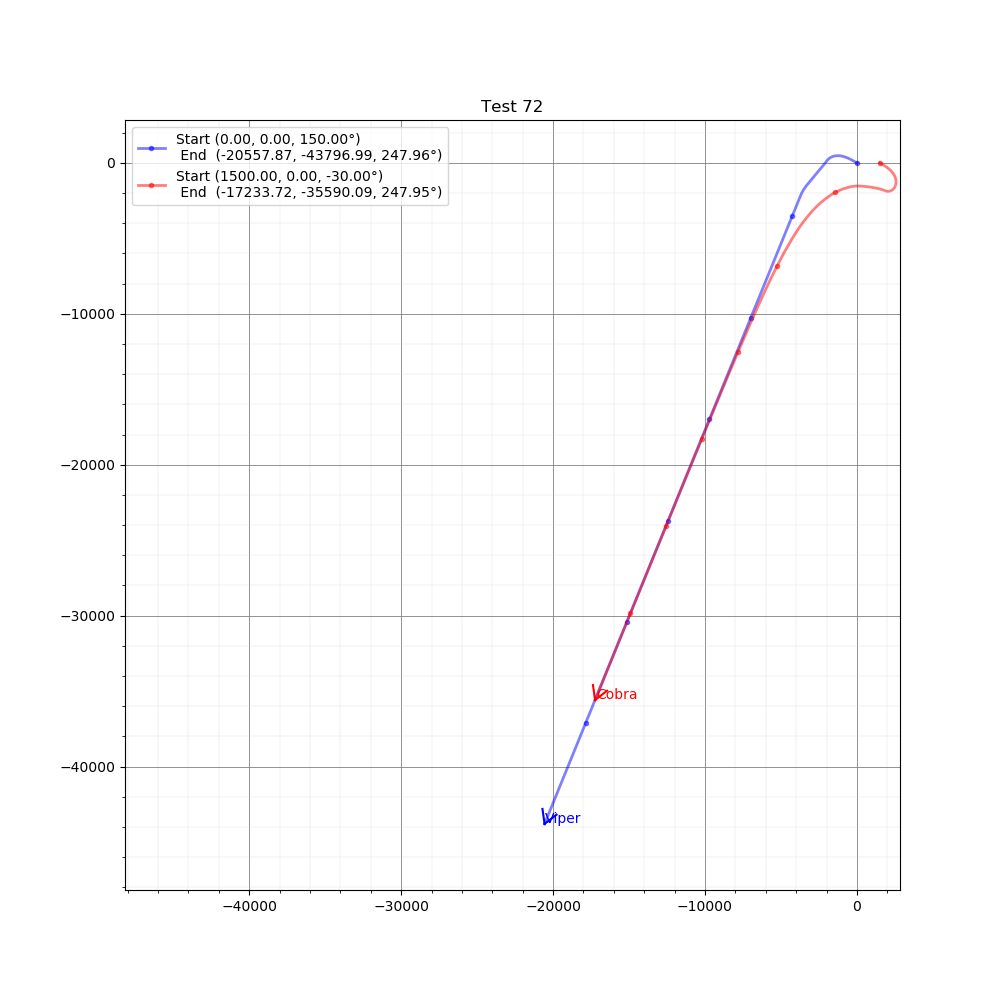 Test 72
Start (0.00, 0.00, 150.00°)
End (-20557.87, -43796.99, 247.96°)
Start (1500.00, 0.00, -30.00°)
End (-17233.72, -35590.09, 247.95°)
0
−10000
−20000
−30000
−40000
Cobra
Viper
−40000
−30000
−20000
−10000
0